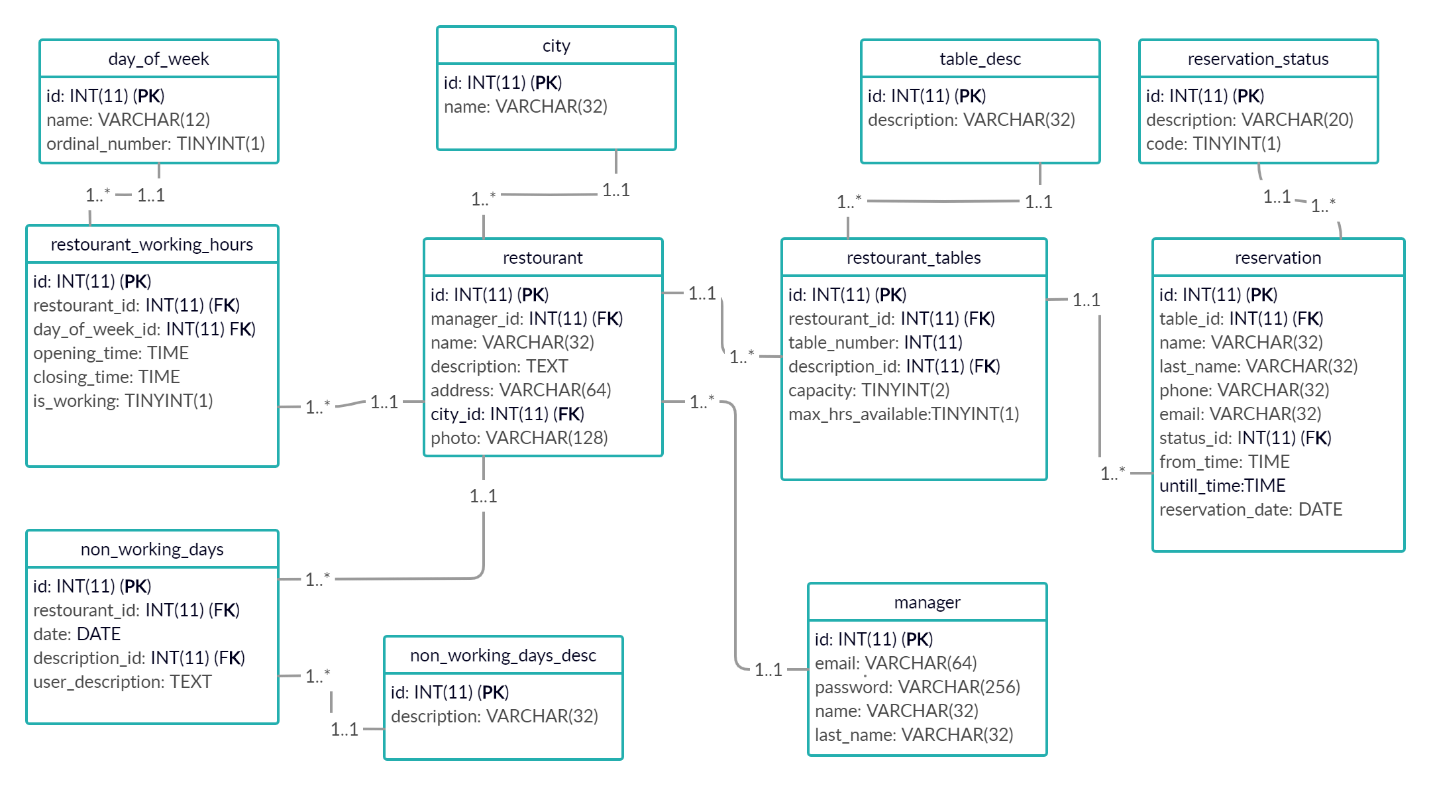 day_of_week
id: INT(11) (PK)
name: VARCHAR(12)
ordinal_number: TINYINT(1)
city
id: INT(11) (PK)
name: VARCHAR(32)
table_desc
id: INT(11) (PK)
description: VARCHAR(32)
reservation_status
id: INT(11) (PK)
description: VARCHAR(20)
code: TINYINT(1)
1..*
1..1
1..*
1..1
1..*
1..1
1..1
1..*
restourant_working_hours
id: INT(11) (PK)
restourant_id: INT(11) (FK)
day_of_week_id: INT(11) FK)
opening_time: TIME
closing_time: TIME
is_working: TINYINT(1)
1..*
1..1
restourant
id: INT(11) (PK)
manager_id: INT(11) (FK)
name: VARCHAR(32)
description: TEXT
address: VARCHAR(64)
city_id: INT(11) (FK)
photo: VARCHAR(128)
1..1
1..*
1..*
restourant_tables
id: INT(11) (PK)
restourant_id: INT(11) (FK)
table_number: INT(11)
description_id: INT(11) (FK)
capacity: TINYINT(2)
max_hrs_available:TINYINT(1)
1..1
1..*
reservation
id: INT(11) (PK)
table_id: INT(11) (FK)
name: VARCHAR(32)
last_name: VARCHAR(32)
phone: VARCHAR(32)
email: VARCHAR(32)
status_id: INT(11) (FK)
from_time: TIME
untill_time:TIME
reservation_date: DATE
1..1
1..*
non_working_days
id: INT(11) (PK)
restourant_id: INT(11) (FK)
date: DATE
description_id: INT(11) (FK)
user_description: TEXT
1..*
1..1
non_working_days_desc
id: INT(11) (PK)
description: VARCHAR(32)
1..1
manager
id: INT(11) (PK)
email: VARCHAR(64)
password: VARCHAR(256)
name: VARCHAR(32)
last_name: VARCHAR(32)